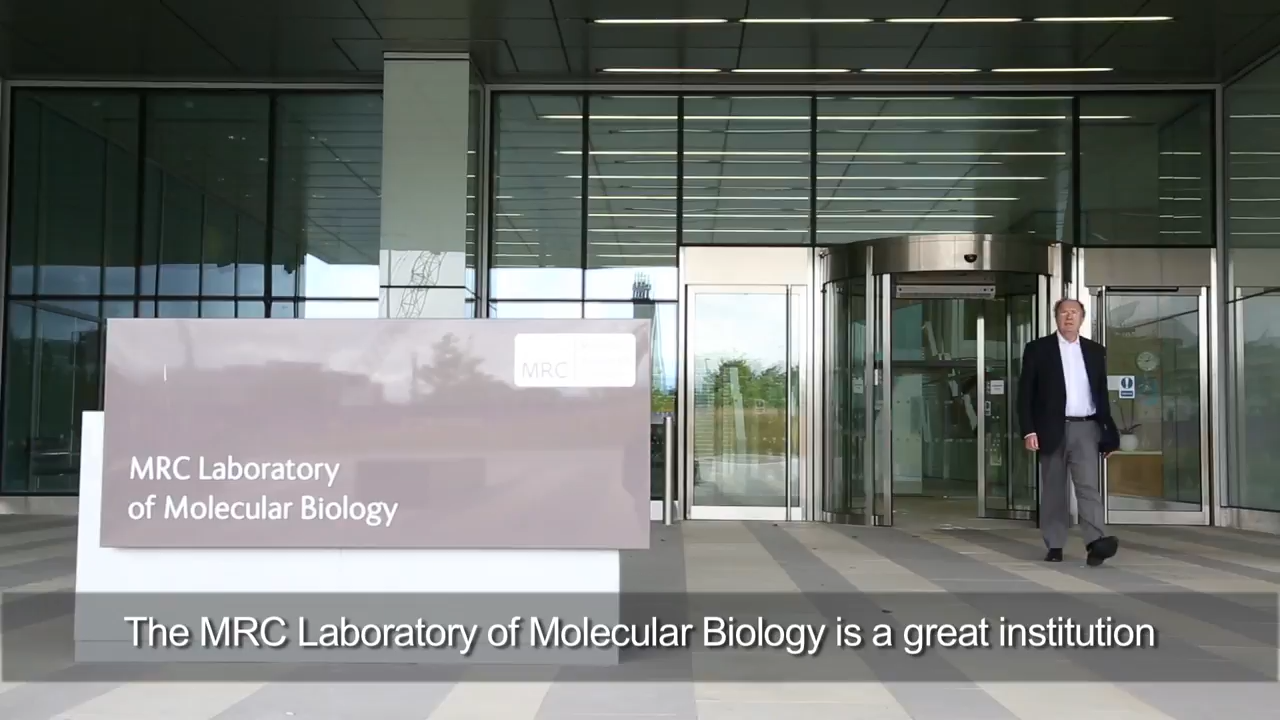 MRC
MRC Laboratory
of Molecular Biology
The MRC Laboratory of Molecular Biology is a great institution